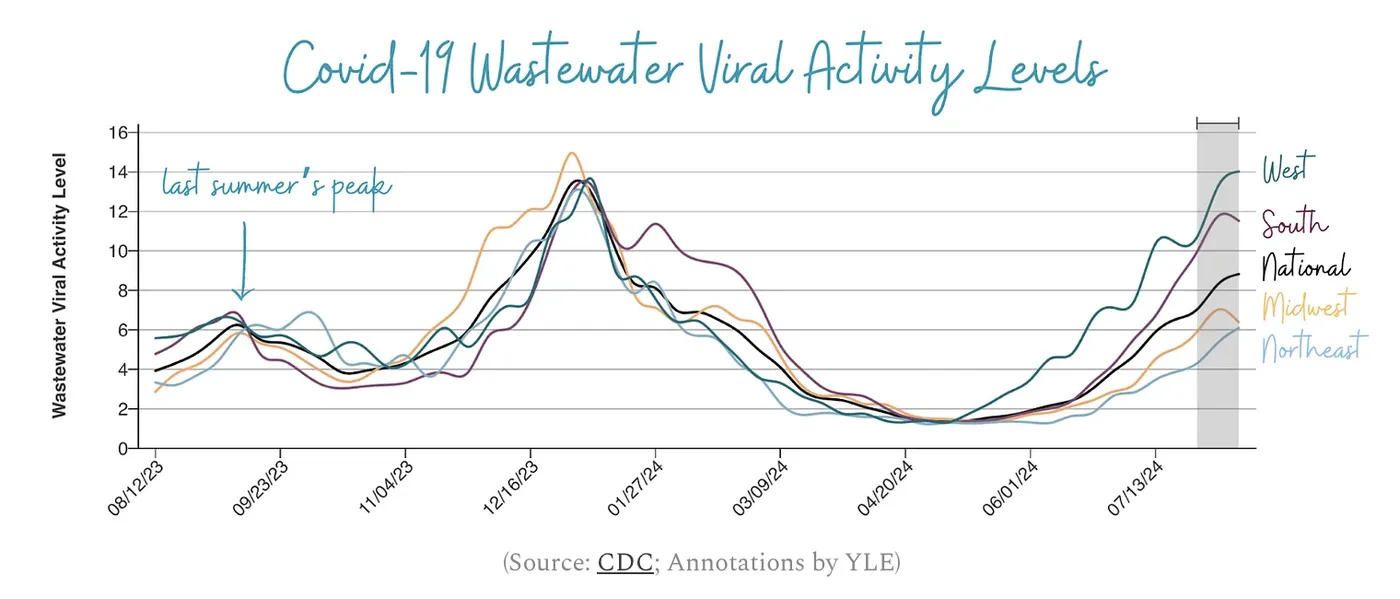 Covid-19 Wastewater Viral Activity Levels
Wastewater Viral Activity Level
16
14
12
10
8
6
4
2
0
last summer's peak
West
South
National
Midwest
Northeast
08/12/23
09/23/23
11/04/23
12/16/23
01/27/24
03/09/24
04/20/24
06/01/24
07/13/24
(Source: CDC; Annotations by YLE)